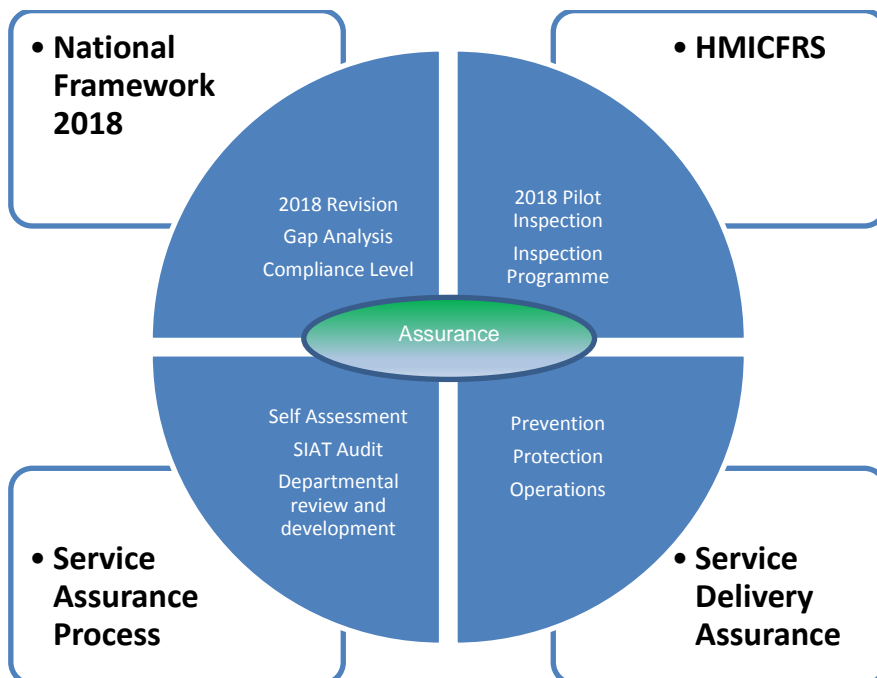 • National
Framework
2018
• HMICFRS
2018 Revision
Gap Analysis
Compliance Level
2018 Pilot
Inspection
Inspection
Programme
Assurance
Self Assessment
SIAT Audit
Departmental
review and
development
Prevention
Protection
Operations
• Service
Assurance
Process
• Service
Delivery
Assurance